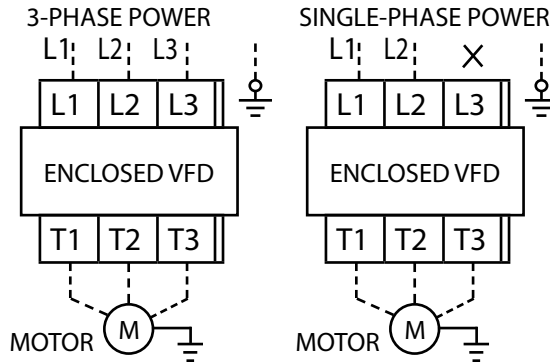 3-PHASE POWER
L1 L2 L3
L1 L2 L3
ENCLOSED VFD
T1 T2 T3
M
MOTOR
SINGLE-PHASE POWER
L1 L2 X
L1 L2 L3
ENCLOSED VFD
T1 T2 T3
M
MOTOR